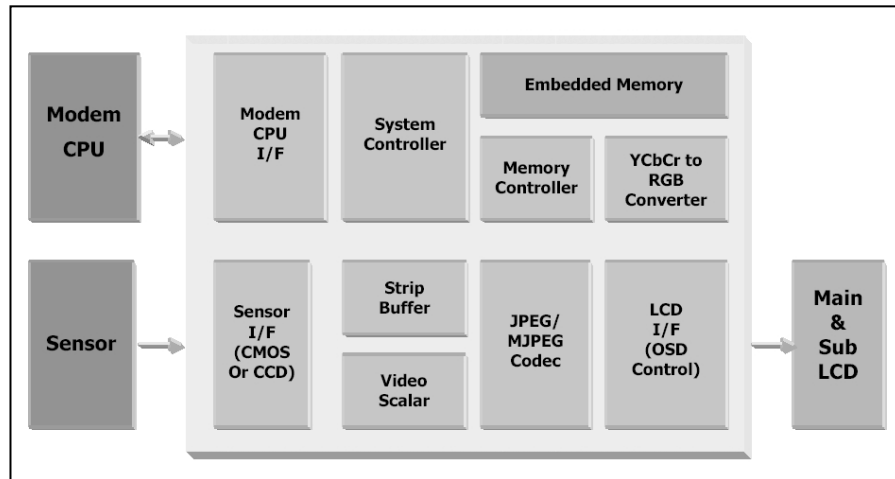 Modem
CPU
Modem
CPU
I/F
System
Controller
Embedded Memory
Memory
Controller
YCbCr to
RGB
Converter
Sensor
Sensor
I/F
(CMOS
Or CCD)
Strip
Buffer
Video
Scalar
JPEG/
MJPEG
Codec
LCD
I/F
(OSD
Control)
Main
&
Sub
LCD